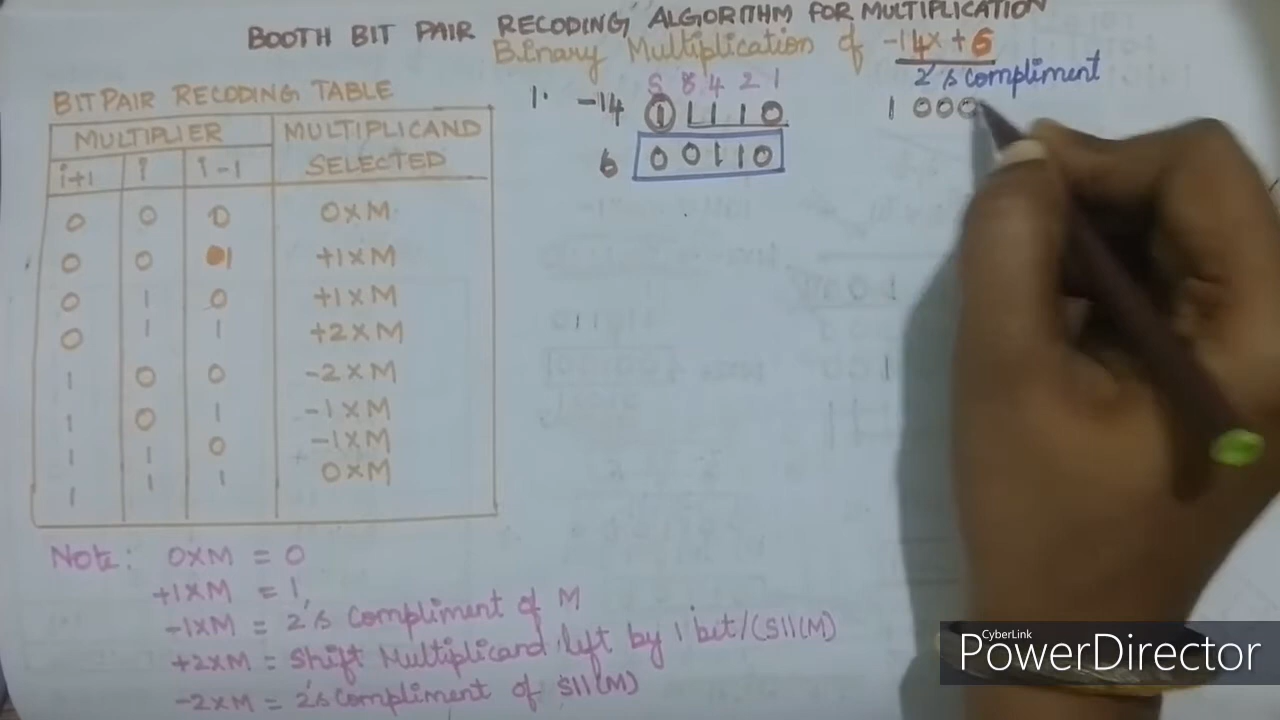 BOOTH BIT PAIR RECODING ALGORITHM FOR MULTIPLICATION
Binary Multiplication of -14x +6
2's compliment
BIT PAIR RECODING TABLE
MULTIPLIER MULTIPLICAND SELECTED
i+1 i i-1
0 0 0 0XM
0 0 1 +1XM
0 1 0 +1XM
0 1 1 +2XM
1 0 0 -2XM
1 0 1 -1XM
1 1 0 -1XM
1 1 1 0XM
1. S 8 4 2 1
-14 1 1 1 1 0
6 0 0 1 1 0
1 0 0 0
Note: 0XM = 0
+1XM = 1
-1XM = 2's Compliment of M
+2XM = Shift Multiplicand left by 1 bit/(Sll(M)
-2XM = 2's Compliment of Sll(M)
CyberLink
PowerDirector